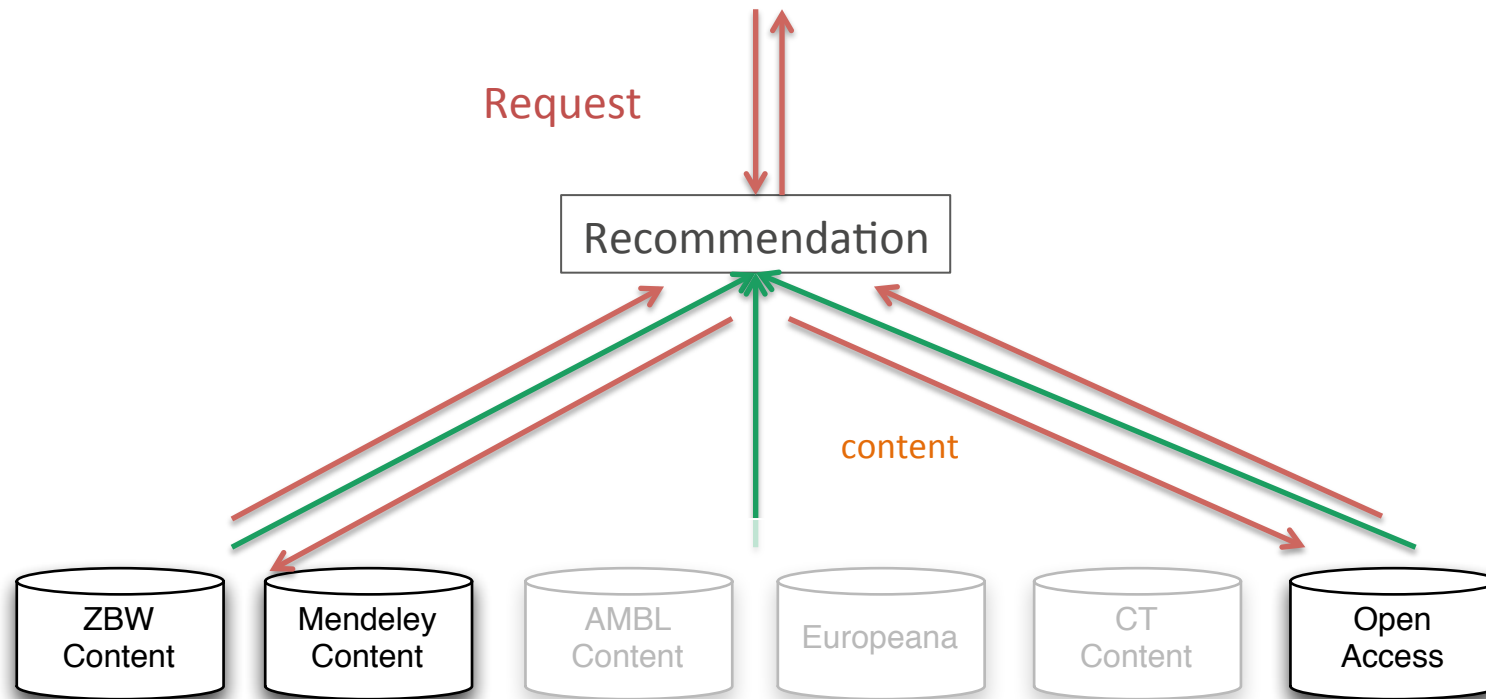 Request
Recommendation
content
ZBW
Content
Mendeley
Content
AMBL
Content
Europeana
CT
Content
Open
Access